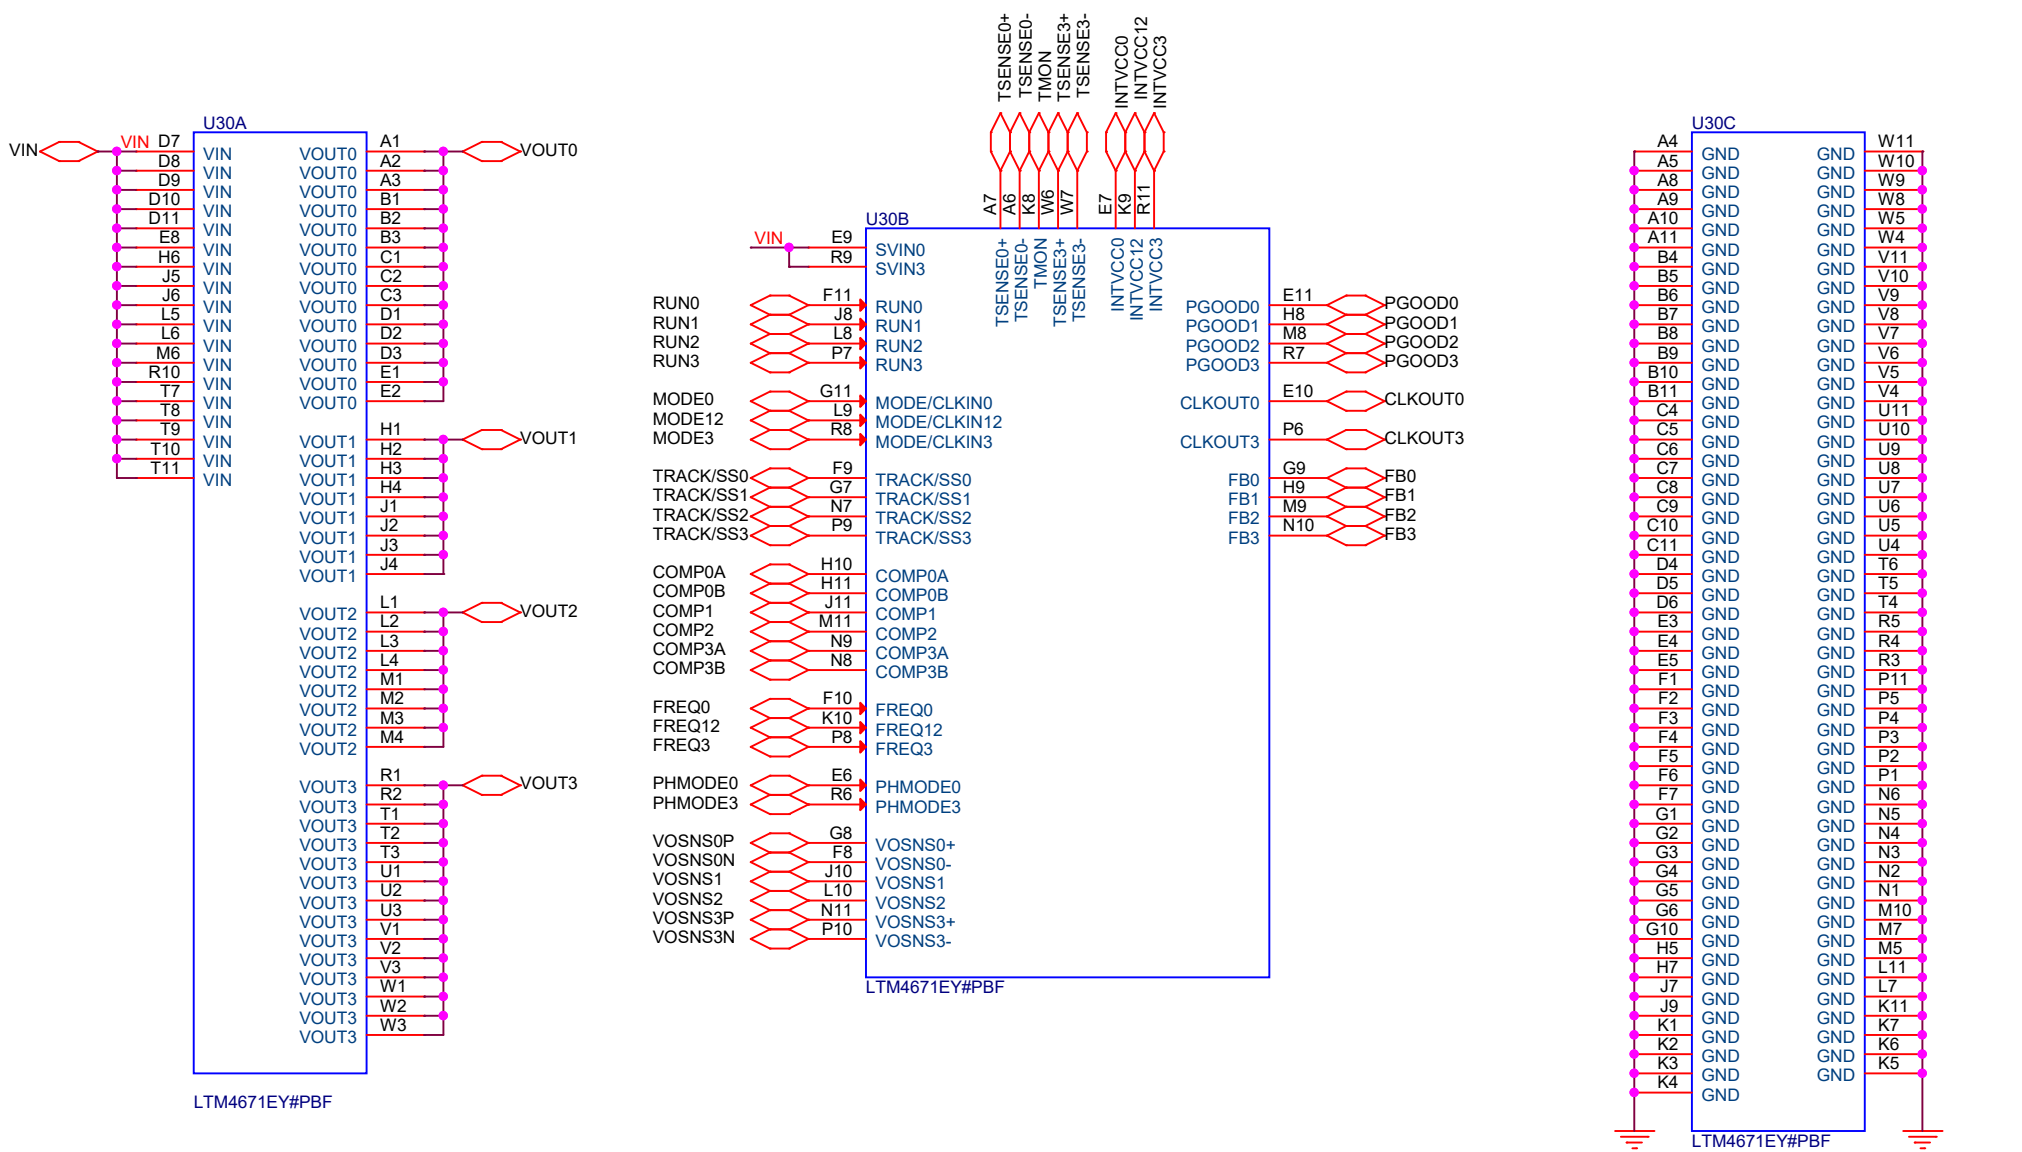 U30A
VIN
VIN D7 VIN
D8 VIN
D9 VIN
D10 VIN
D11 VIN
E8 VIN
H6 VIN
J5 VIN
J6 VIN
L5 VIN
L6 VIN
M6 VIN
R10 VIN
T7 VIN
T8 VIN
T9 VIN
T10 VIN
T11 VIN
VOUT0 A1 VOUT0
VOUT0 A2
VOUT0 A3
VOUT0 B1
VOUT0 B2
VOUT0 B3
VOUT0 C1
VOUT0 C2
VOUT0 C3
VOUT0 D1
VOUT0 D2
VOUT0 D3
VOUT0 E1
VOUT0 E2
VOUT1 H1 VOUT1
VOUT1 H2
VOUT1 H3
VOUT1 H4
VOUT1 J1
VOUT1 J2
VOUT1 J3
VOUT1 J4
VOUT2 L1 VOUT2
VOUT2 L2
VOUT2 L3
VOUT2 L4
VOUT2 M1
VOUT2 M2
VOUT2 M3
VOUT2 M4
VOUT3 R1 VOUT3
VOUT3 R2
VOUT3 T1
VOUT3 T2
VOUT3 T3
VOUT3 U1
VOUT3 U2
VOUT3 U3
VOUT3 V1
VOUT3 V2
VOUT3 V3
VOUT3 W1
VOUT3 W2
VOUT3 W3
LTM4671EY#PBF
TSENSE0+ A7 TSENSE0+
TSENSE0- A6 TSENSE0-
TMON K8 TMON
TSENSE3+ W6 TSENSE3+
TSENSE3- W7 TSENSE3-
INTVCC0 E7 INTVCC0
INTVCC12 K9 INTVCC12
INTVCC3 R11 INTVCC3
U30B
VIN E9 SVIN0
R9 SVIN3
RUN0 F11 RUN0
RUN1 J8 RUN1
RUN2 L8 RUN2
RUN3 P7 RUN3
MODE0 G11 MODE/CLKIN0
MODE12 L9 MODE/CLKIN12
MODE3 R8 MODE/CLKIN3
TRACK/SS0 F9 TRACK/SS0
TRACK/SS1 G7 TRACK/SS1
TRACK/SS2 N7 TRACK/SS2
TRACK/SS3 P9 TRACK/SS3
COMP0A H10 COMP0A
COMP0B H11 COMP0B
COMP1 J11 COMP1
COMP2 M11 COMP2
COMP3A N9 COMP3A
COMP3B N8 COMP3B
FREQ0 F10 FREQ0
FREQ12 K10 FREQ12
FREQ3 P8 FREQ3
PHMODE0 E6 PHMODE0
PHMODE3 R6 PHMODE3
VOSNS0P G8 VOSNS0+
VOSNS0N F8 VOSNS0-
VOSNS1 J10 VOSNS1
VOSNS2 L10 VOSNS2
VOSNS3P N11 VOSNS3+
VOSNS3N P10 VOSNS3-
PGOOD0 E11 PGOOD0
PGOOD1 H8 PGOOD1
PGOOD2 M8 PGOOD2
PGOOD3 R7 PGOOD3
CLKOUT0 E10 CLKOUT0
CLKOUT3 P6 CLKOUT3
FB0 G9 FB0
FB1 H9 FB1
FB2 M9 FB2
FB3 N10 FB3
LTM4671EY#PBF
U30C
A4 GND GND W11
A5 GND GND W10
A8 GND GND W9
A9 GND GND W8
A10 GND GND W5
A11 GND GND W4
B4 GND GND V11
B5 GND GND V10
B6 GND GND V9
B7 GND GND V8
B8 GND GND V7
B9 GND GND V6
B10 GND GND V5
B11 GND GND V4
C4 GND GND U11
C5 GND GND U10
C6 GND GND U9
C7 GND GND U8
C8 GND GND U7
C9 GND GND U6
C10 GND GND U5
C11 GND GND U4
D4 GND GND T6
D5 GND GND T5
D6 GND GND T4
E3 GND GND R5
E4 GND GND R4
E5 GND GND R3
F1 GND GND P11
F2 GND GND P5
F3 GND GND P4
F4 GND GND P3
F5 GND GND P2
F6 GND GND P1
F7 GND GND N6
G1 GND GND N5
G2 GND GND N4
G3 GND GND N3
G4 GND GND N2
G5 GND GND N1
G6 GND GND M10
G10 GND GND M7
H5 GND GND M5
H7 GND GND L11
J7 GND GND L7
J9 GND GND K11
K1 GND GND K7
K2 GND GND K6
K3 GND GND K5
K4 GND
LTM4671EY#PBF